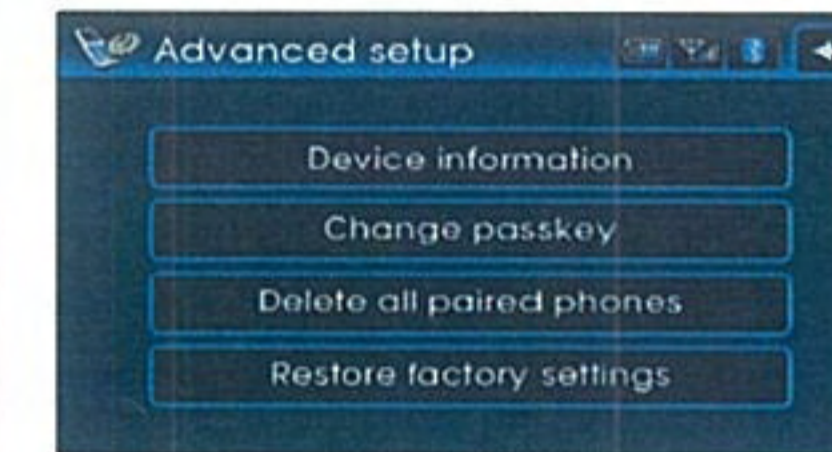 Advanced setup
Device information
Change passkey
Delete all paired phones
Restore factory settings